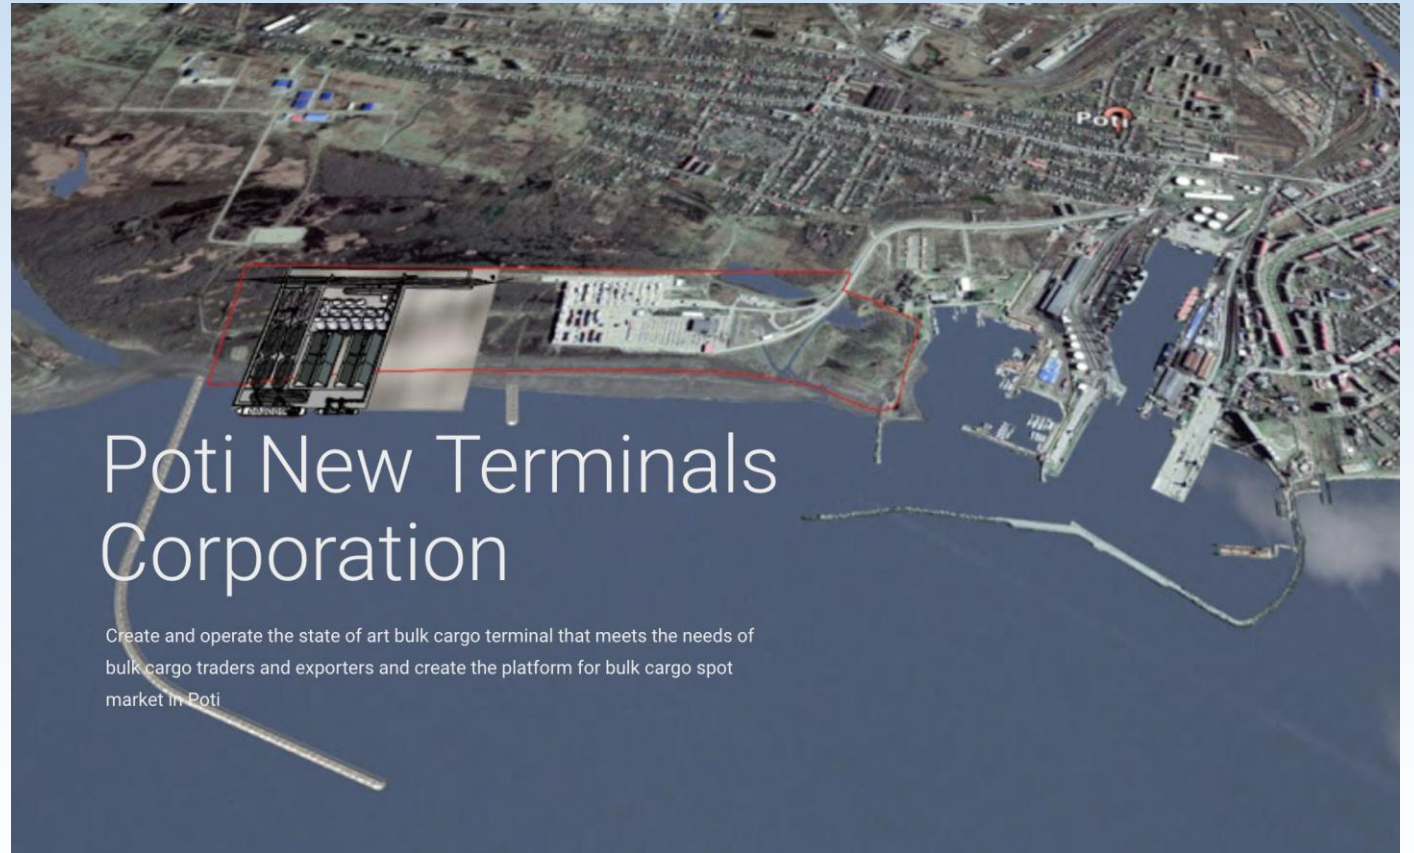 Poti
Poti New Terminals
Corporation
Create and operate the state of art bulk cargo terminal that meets the needs of
bulk cargo traders and exporters and create the platform for bulk cargo spot
market in Poti